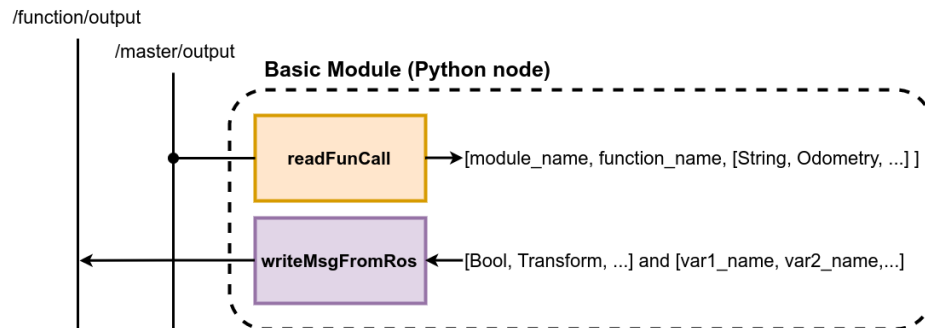 /function/output
/master/output
Basic Module (Python node)
readFunCall
[module_name, function_name, [String, Odometry, ...] ]
writeMsgFromRos
[Bool, Transform, ...] and [var1_name, var2_name,...]